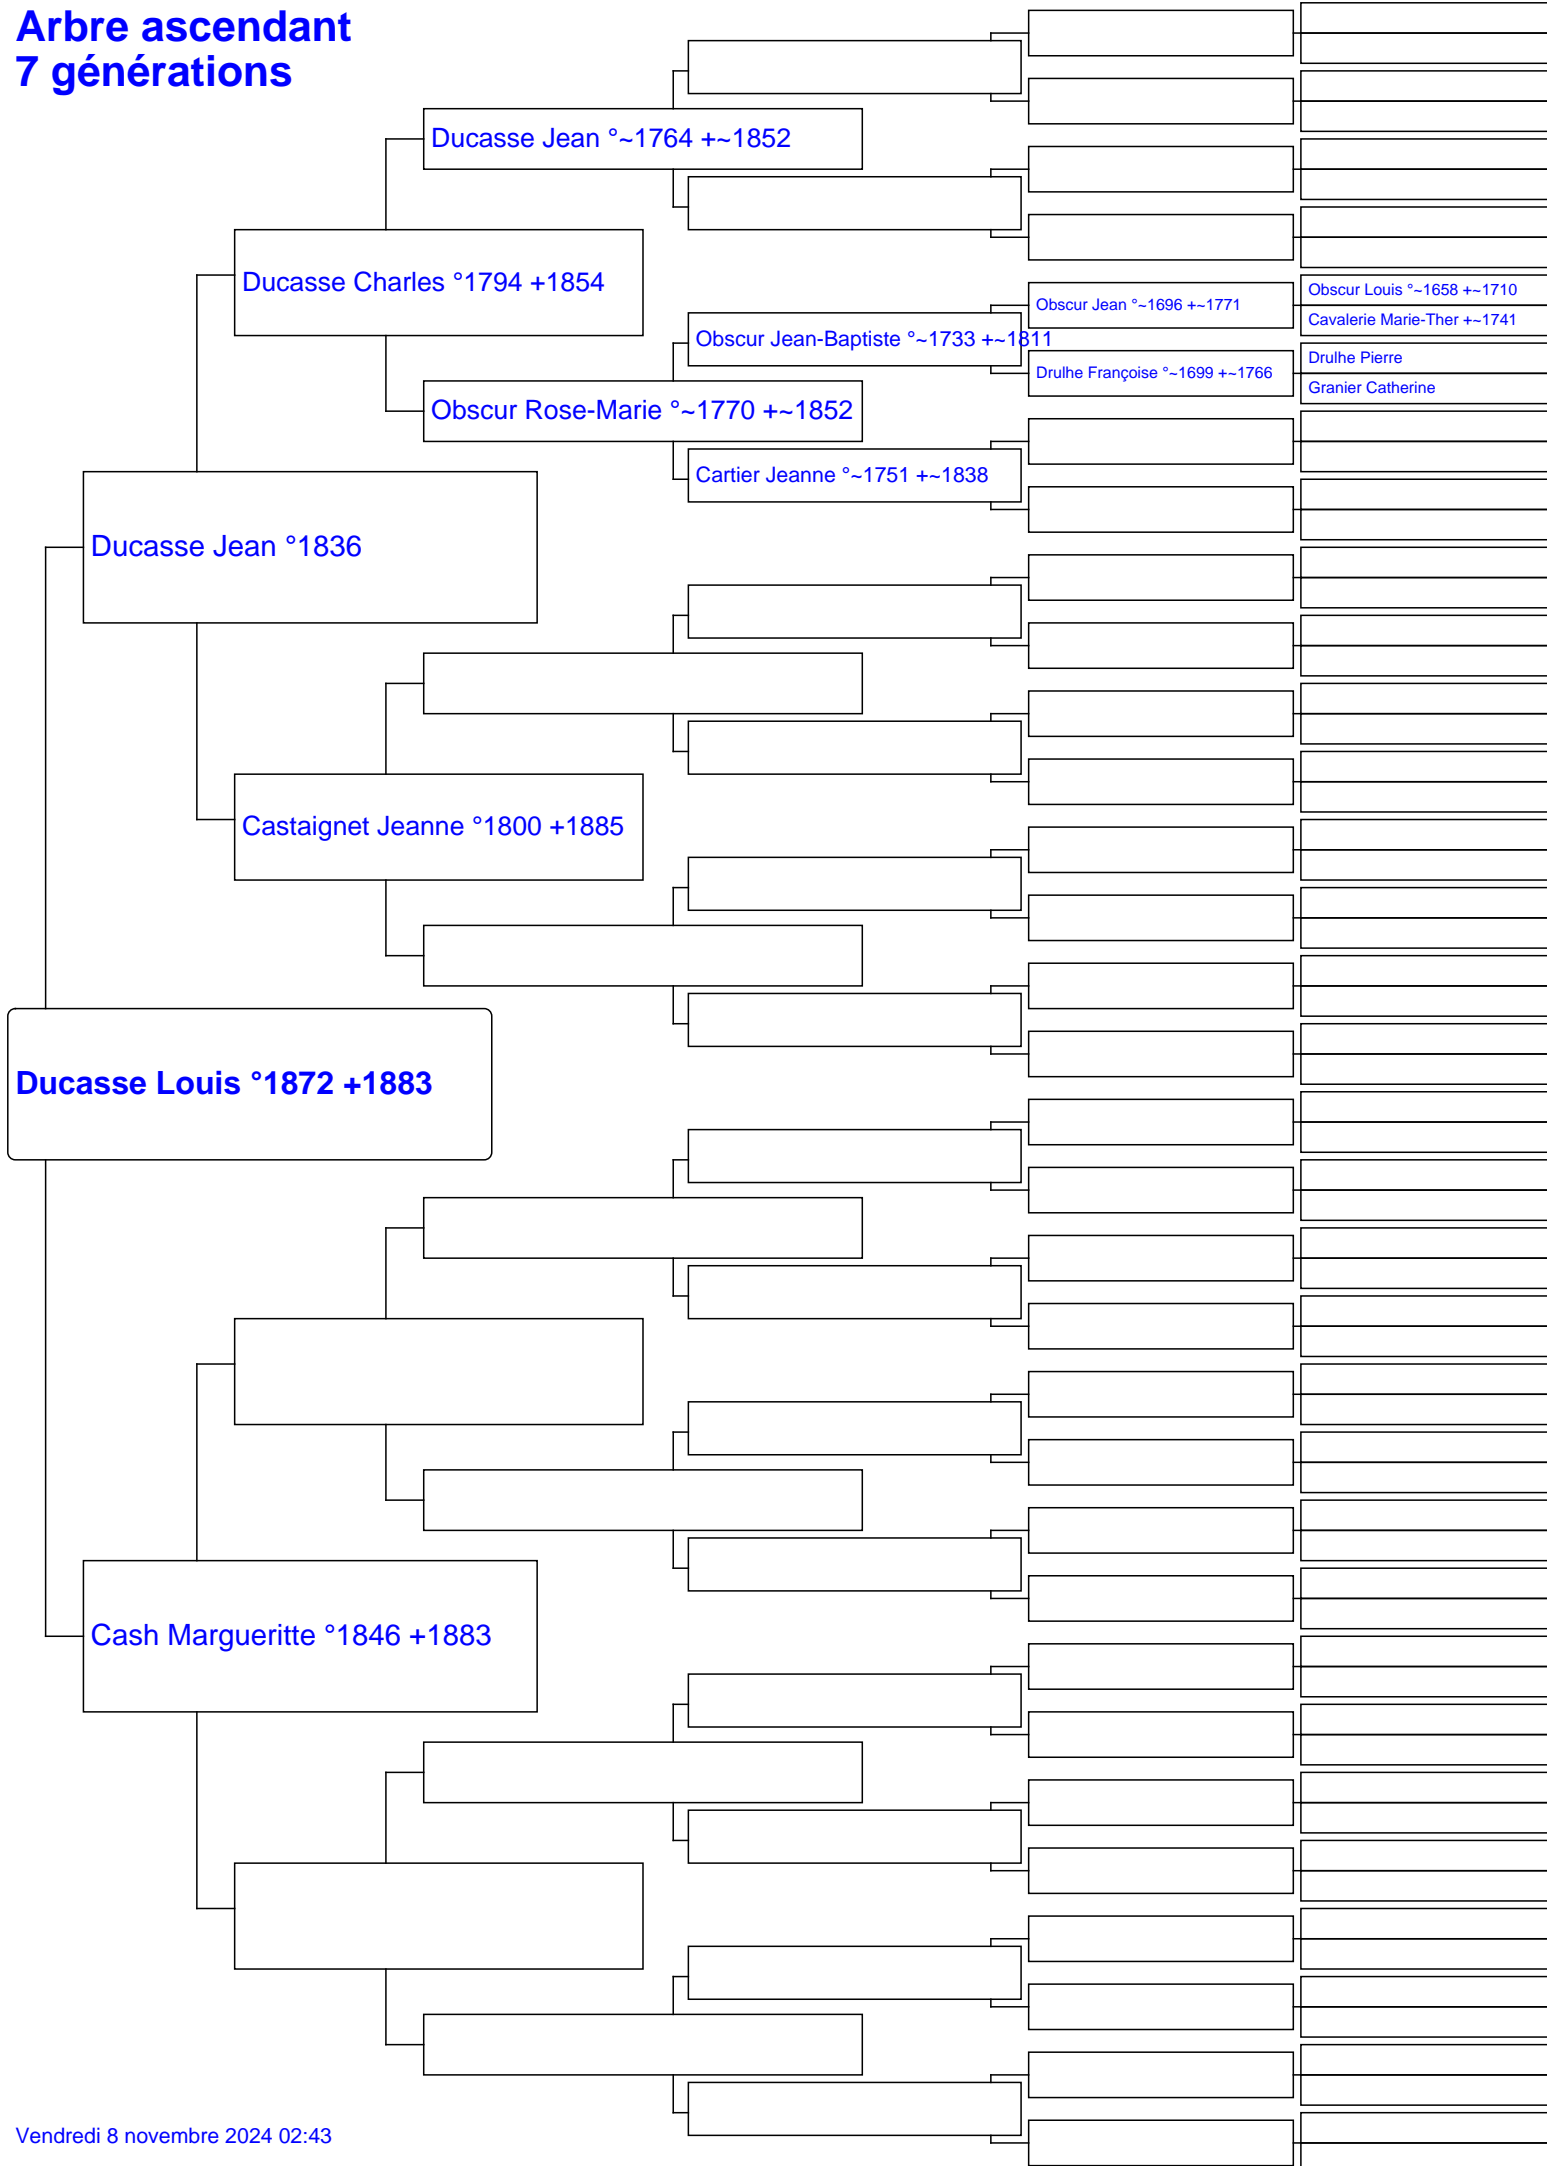 Arbre ascendant
7 générations
Ducasse Jean °~1764 +~1852
Ducasse Charles °1794 +1854
Obscur Jean °~1696 +~1771
Obscur Louis °~1658 +~1710
Cavalerie Marie-Ther +~1741
Obscur Jean-Baptiste °~1733 +~1811
Drulhe Françoise °~1699 +~1766
Drulhe Pierre
Granier Catherine
Obscur Rose-Marie °~1770 +~1852
Cartier Jeanne °~1751 +~1838
Ducasse Jean °1836
Castaignet Jeanne °1800 +1885
Ducasse Louis °1872 +1883
Cash Margueritte °1846 +1883
Vendredi 8 novembre 2024 02:43